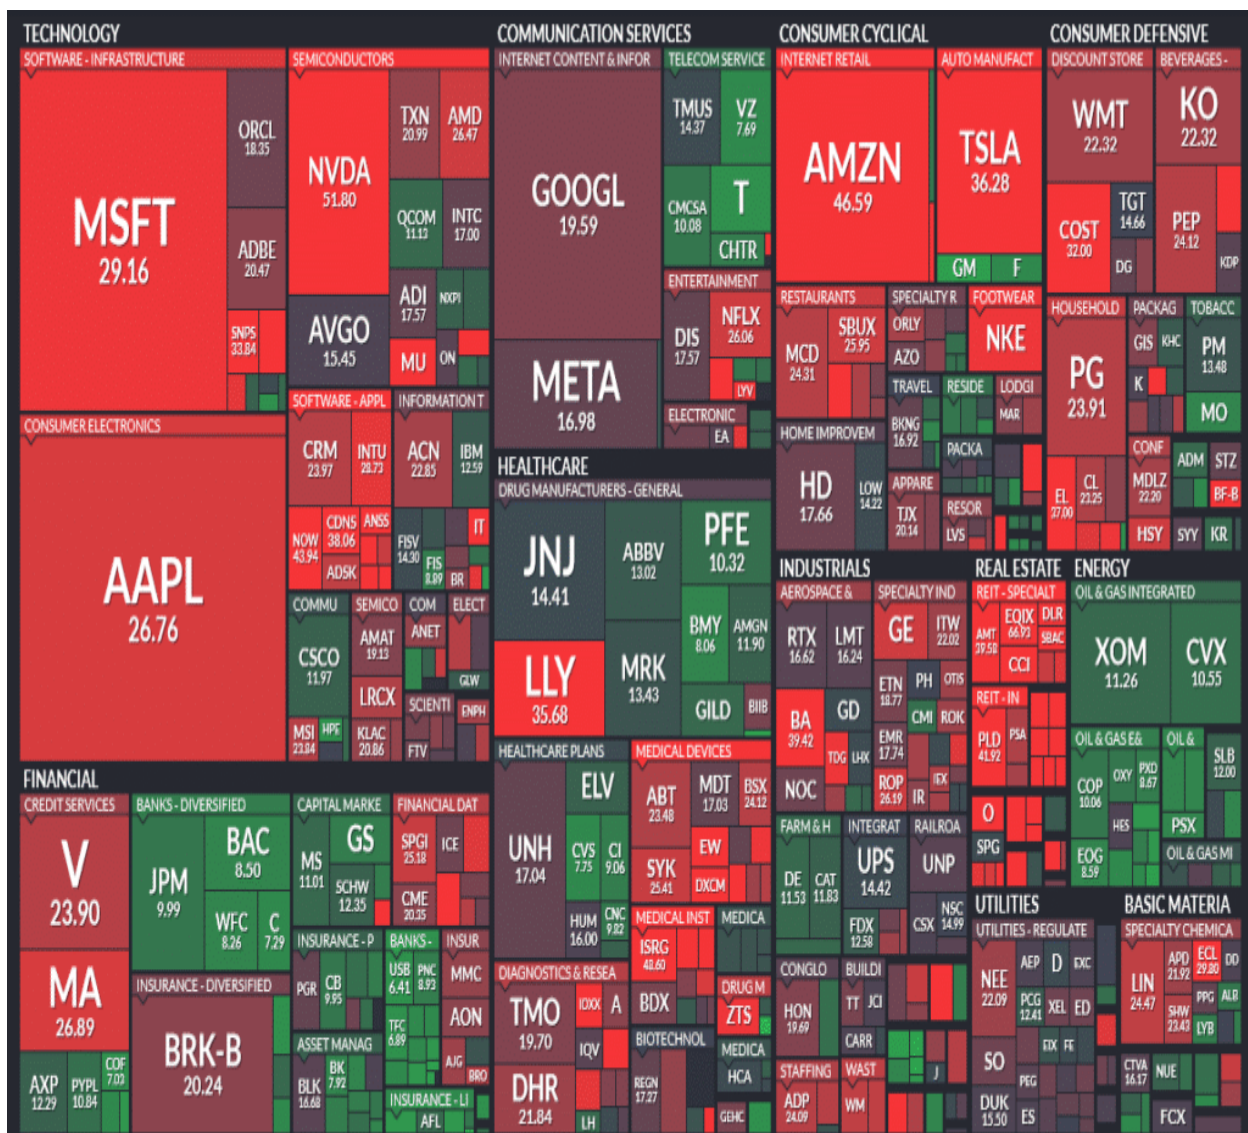 TECHNOLOGY
SOFTWARE - INFRASTRUCTURE
MSFT
29.16
ORCL
18.35
ADBE
20.47
SNPS
33.84
CONSUMER ELECTRONICS
AAPL
26.76
SEMICONDUCTORS
NVDA
51.80
TXN
20.99
AMD
26.47
QCOM
11.13
INTC
17.00
AVGO
15.45
ADI
17.57
NXPI
MU
ON
SOFTWARE - APPL
CRM
23.97
INTU
28.73
NOW
43.94
CDNS
38.06
ANSS
ADSK
INFORMATION T
ACN
22.85
IBM
12.59
FISV
14.30
FIS
8.89
IT
BR
COMMU
CSCO
11.97
MSI
23.84
HPE
SEMICO
AMAT
19.13
LRCX
KLAC
20.86
COM
ANET
ELECT
GLW
SCIENTI
FTV
ENPH
COMMUNICATION SERVICES
INTERNET CONTENT & INFOR
GOOGL
19.59
META
16.98
TELECOM SERVICE
TMUS
14.37
VZ
7.69
CMCSA
10.08
T
CHTR
ENTERTAINMENT
DIS
17.57
NFLX
26.06
LYV
ELECTRONIC
EA
CONSUMER CYCLICAL
INTERNET RETAIL
AMZN
46.59
AUTO MANUFACT
TSLA
36.28
GM
F
RESTAURANTS
MCD
24.31
SBUX
25.95
SPECIALTY R
ORLY
AZO
FOOTWEAR
NKE
HOME IMPROVEM
HD
17.66
LOW
14.22
TRAVEL
BKNG
16.92
RESIDE
LODGI
MAR
PACKA
APPARE
TJX
20.14
RESOR
LVS
CONSUMER DEFENSIVE
DISCOUNT STORE
WMT
22.32
COST
32.00
TGT
14.66
DG
BEVERAGES -
KO
22.32
PEP
24.12
KDP
HOUSEHOLD
PG
23.91
EL
37.00
CL
23.25
PACKAG
GIS
KHC
K
TOBACC
PM
13.48
MO
CONF
MDLZ
22.20
HSY
ADM
STZ
BF-B
SYY
KR
HEALTHCARE
DRUG MANUFACTURERS - GENERAL
JNJ
14.41
ABBV
13.02
PFE
10.32
LLY
35.68
MRK
13.43
BMY
8.06
AMGN
11.90
GILD
BIIB
HEALTHCARE PLANS
UNH
17.04
ELV
CVS
7.75
CI
9.06
HUM
16.00
CNC
9.82
MEDICAL DEVICES
ABT
23.48
MDT
17.03
BSX
24.12
SYK
25.41
EW
DXCM
MEDICAL INST
ISRG
48.60
BDX
MEDICA
DIAGNOSTICS & RESEA
TMO
19.70
IDXX
A
IQV
DHR
21.84
LH
DRUG M
ZTS
BIOTECHNOL
REGN
17.27
MEDICA
HCA
GEHC
FINANCIAL
CREDIT SERVICES
V
23.90
MA
26.89
AXP
12.29
PYPL
10.84
COF
7.03
BANKS - DIVERSIFIED
JPM
9.99
BAC
8.50
WFC
8.26
C
7.29
INSURANCE - DIVERSIFIED
BRK-B
20.24
CAPITAL MARKE
MS
11.01
GS
SCHW
12.35
FINANCIAL DAT
SPGI
25.18
ICE
CME
20.35
INSURANCE - P
PGR
CB
9.95
BANKS -
USB
6.41
PNC
8.93
TFC
6.89
INSUR
MMC
AON
AJG
BRO
ASSET MANAG
BLK
16.68
BK
7.92
INSURANCE - LI
AFL
INDUSTRIALS
AEROSPACE &
RTX
16.62
LMT
16.24
BA
39.42
GD
TDG
LHX
NOC
SPECIALTY IND
GE
ITW
22.02
ETN
18.77
PH
OTIS
CMI
ROK
EMR
17.74
ROP
26.19
IR
IEX
FARM & H
DE
11.53
CAT
11.83
INTEGRAT
UPS
14.42
FDX
12.58
RAILROA
UNP
CSX
NSC
14.99
CONGLO
HON
19.69
BUILDI
TT
JCI
CARR
J
STAFFING
ADP
24.09
WAST
WM
REAL ESTATE
REIT - SPECIALT
AMT
39.50
EQIX
66.93
DLR
SBAC
CCI
REIT - IN
PLD
41.92
PSA
O
SPG
ENERGY
OIL & GAS INTEGRATED
XOM
11.26
CVX
10.55
OIL & GAS E&
COP
10.06
OXY
PXD
8.67
HES
EOG
8.59
OIL &
PSX
SLB
12.00
OIL & GAS MI
UTILITIES
UTILITIES - REGULATE
NEE
22.09
AEP
D
EXC
PCG
12.41
XEL
ED
SO
EIX
FE
PEG
DUK
15.50
ES
BASIC MATERIA
SPECIALTY CHEMICA
LIN
24.47
APD
21.92
ECL
29.80
DD
SHW
23.43
PPG
ALB
LYB
CTVA
16.17
NUE
FCX